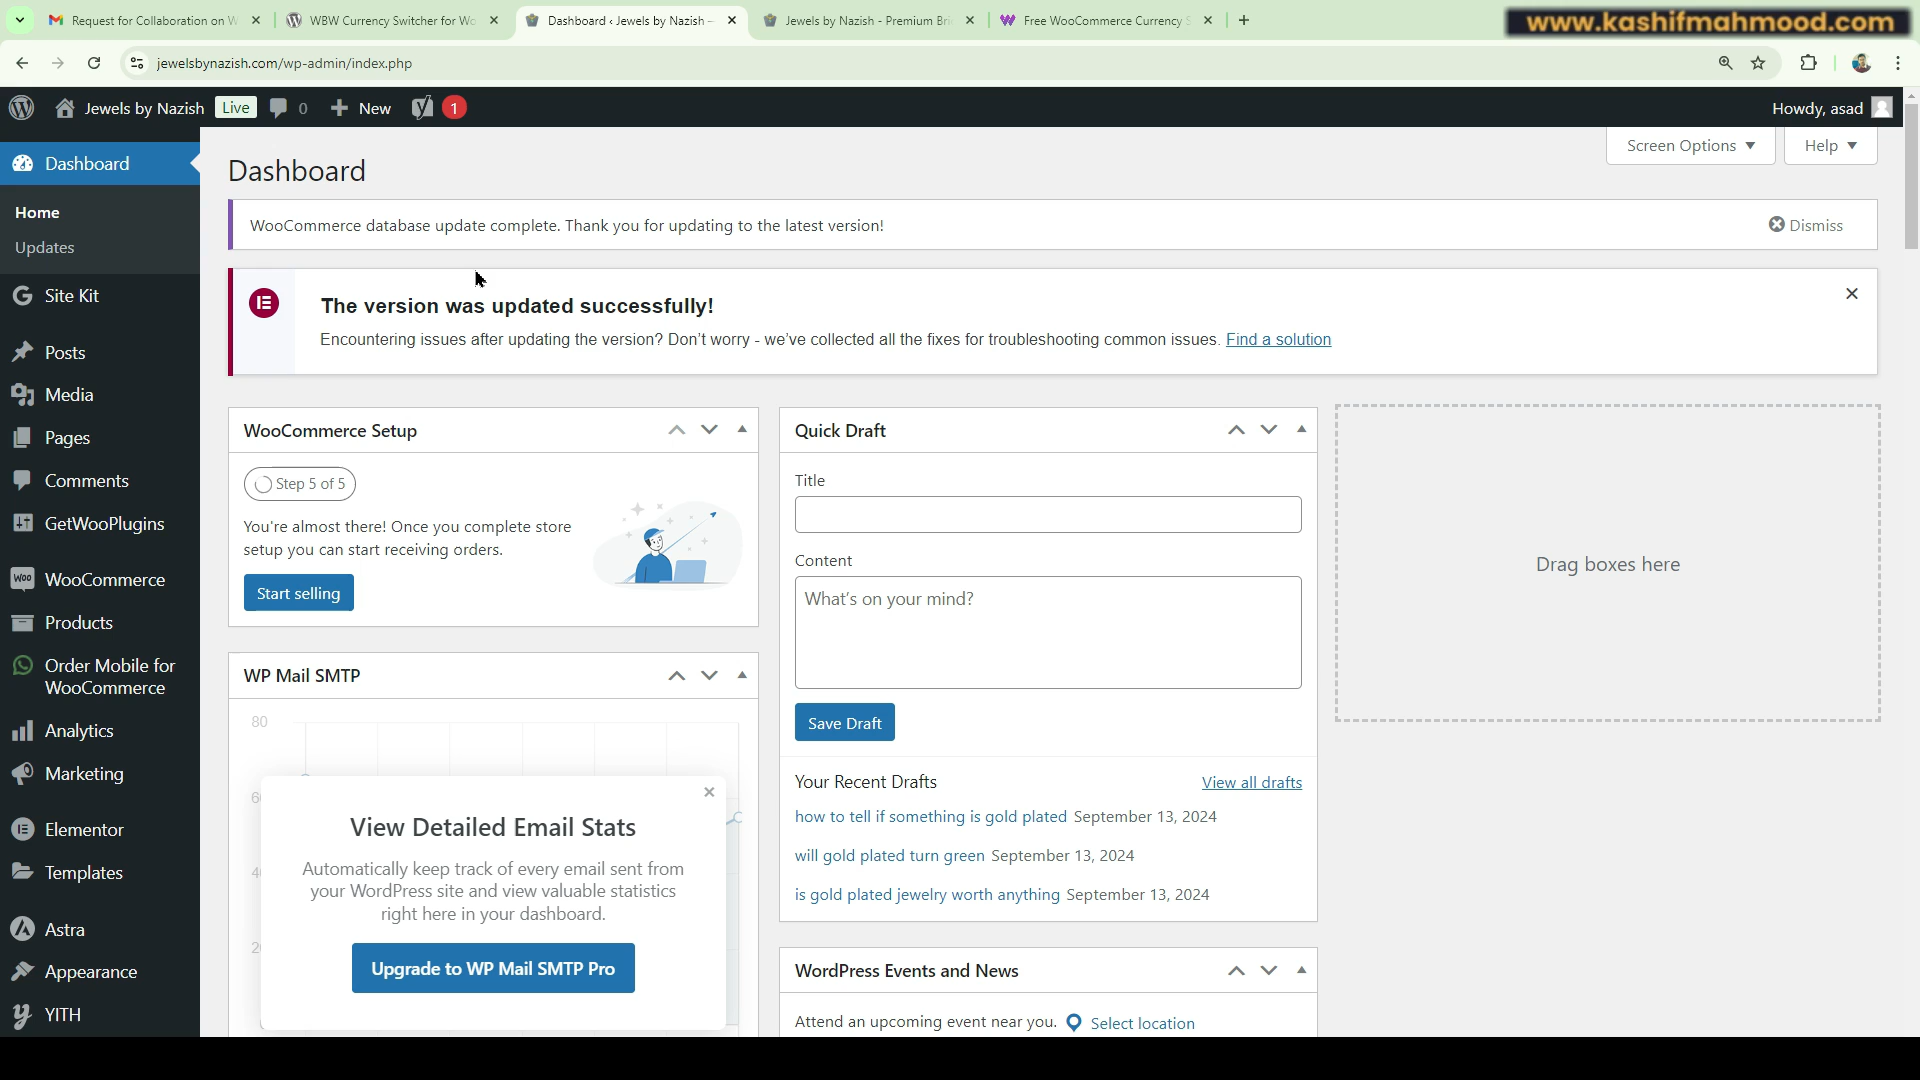 Request for Collaboration on W
WBW Currency Switcher for Wo
Dashboard ‹ Jewels by Nazish –
Jewels by Nazish - Premium Bri
Free WooCommerce Currency S
www.kashifmahmood.com
jewelsbynazish.com/wp-admin/index.php
Jewels by Nazish
Live
0
New
1
Howdy, asad
Dashboard
Home
Updates
Site Kit
Posts
Media
Pages
Comments
GetWooPlugins
WooCommerce
Products
Order Mobile for
WooCommerce
Analytics
Marketing
Elementor
Templates
Astra
Appearance
YITH
Screen Options
Help
Dashboard
WooCommerce database update complete. Thank you for updating to the latest version!
Dismiss
The version was updated successfully!
Encountering issues after updating the version? Don't worry - we've collected all the fixes for troubleshooting common issues. Find a solution
WooCommerce Setup
Step 5 of 5
You're almost there! Once you complete store
setup you can start receiving orders.
Start selling
WP Mail SMTP
80
View Detailed Email Stats
Automatically keep track of every email sent from
your WordPress site and view valuable statistics
right here in your dashboard.
Upgrade to WP Mail SMTP Pro
Quick Draft
Title
Content
What's on your mind?
Save Draft
Your Recent Drafts
View all drafts
how to tell if something is gold plated September 13, 2024
will gold plated turn green September 13, 2024
is gold plated jewelry worth anything September 13, 2024
WordPress Events and News
Attend an upcoming event near you. Select location
Drag boxes here